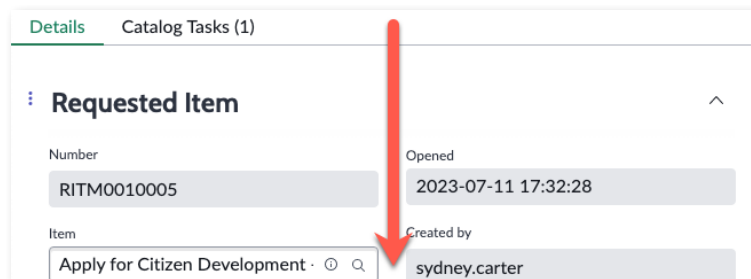 Details Catalog Tasks (1)
Requested Item
Number
RITM0010005
Opened
2023-07-11 17:32:28
Item
Apply for Citizen Development ·
Created by
sydney.carter